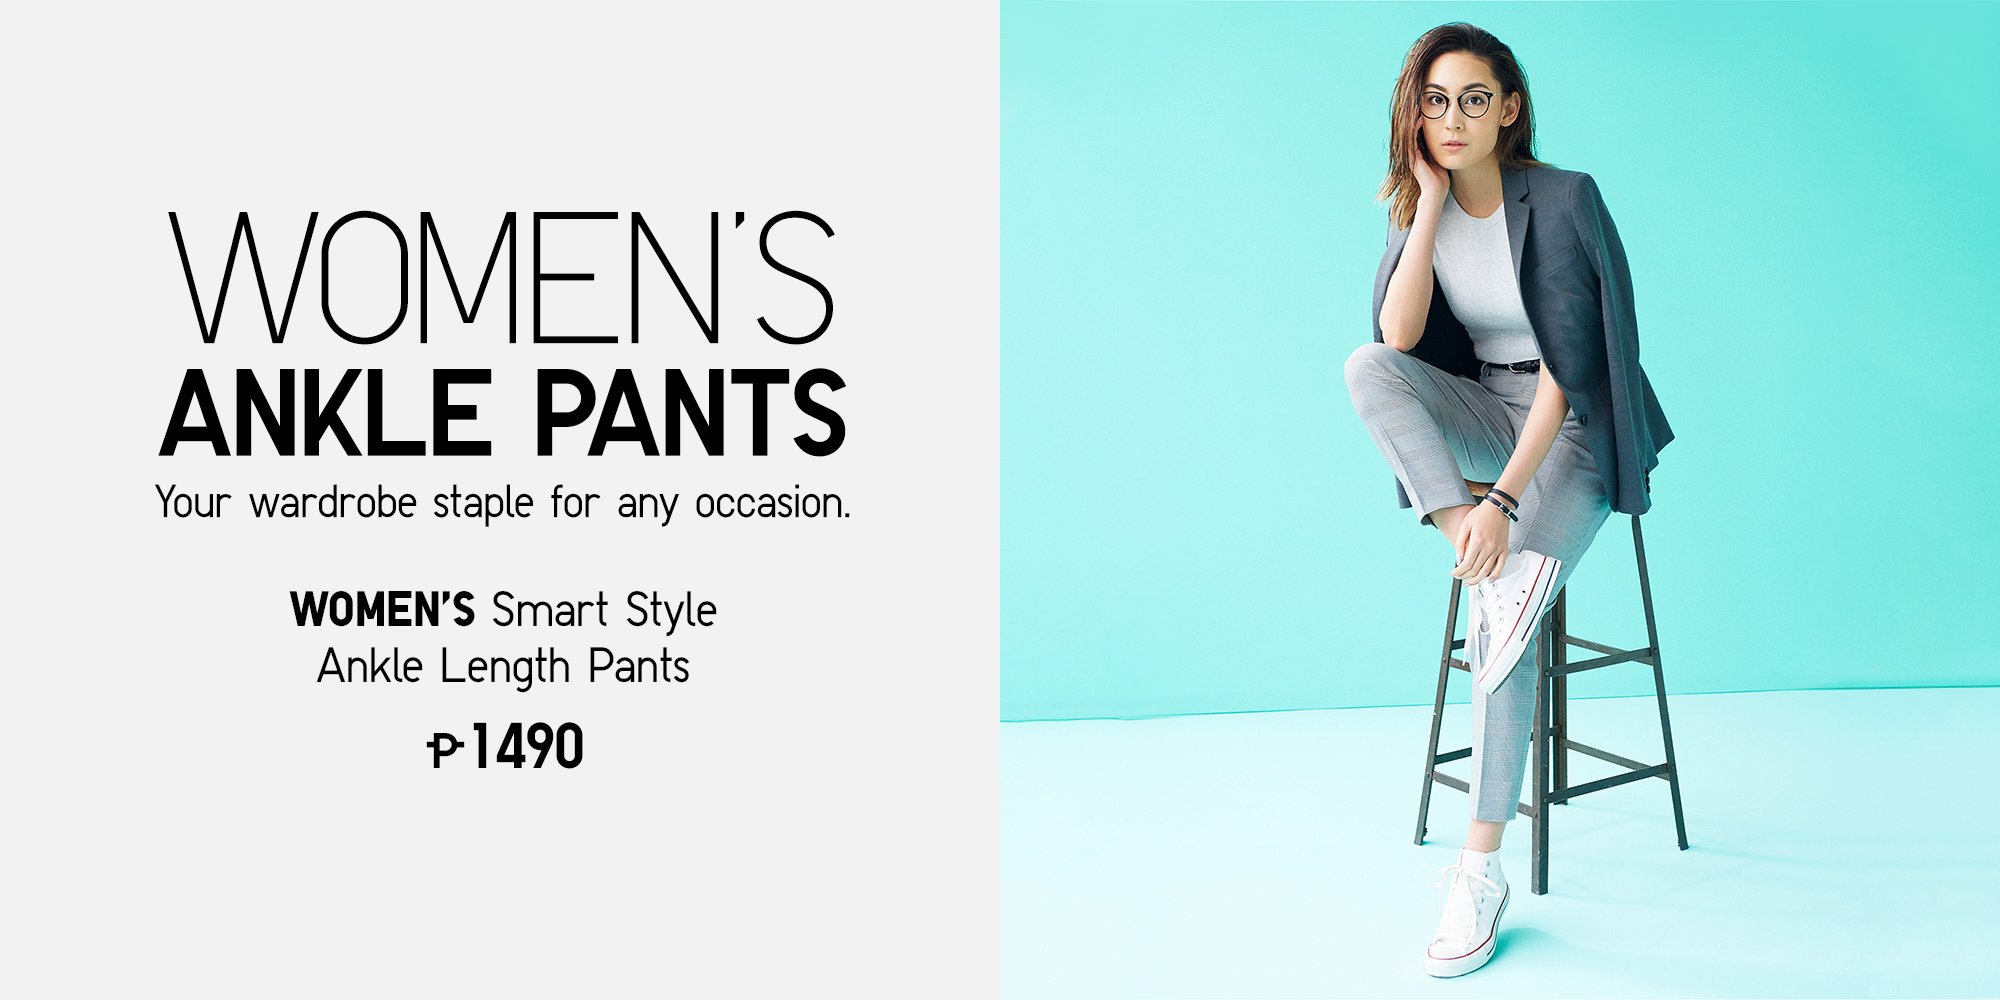 WOMEN'S
ANKLE PANTS
Your wardrobe staple for any occasion.
WOMEN'S Smart Style
Ankle Length Pants
₱1490